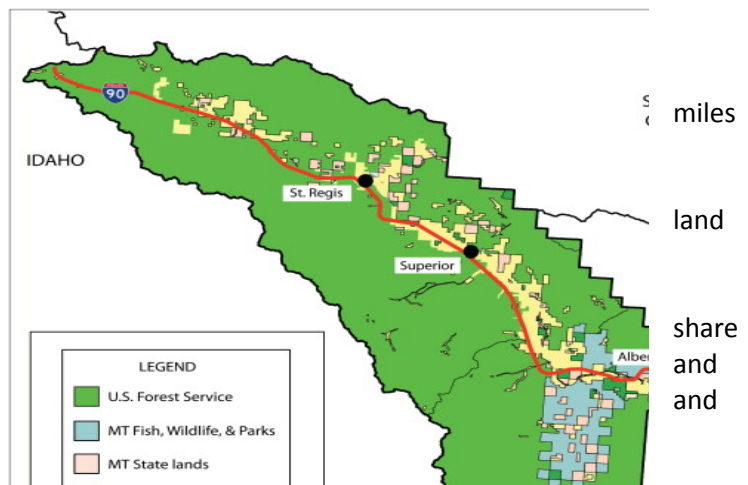 90
miles
IDAHO
St. Regis
land
Superior
share
and
and
LEGEND
U.S. Forest Service
MT Fish, Wildlife, & Parks
MT State lands